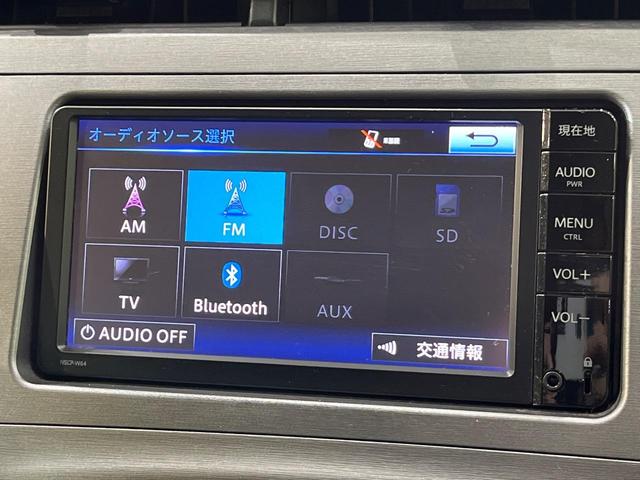 オーディオソース選択
AM
FM
DISC
SD
TV
Bluetooth
AUX
AUDIO OFF
交通情報
NSCP-W64
現在地
AUDIO
PWR
MENU
CTRL
VOL+
VOL−